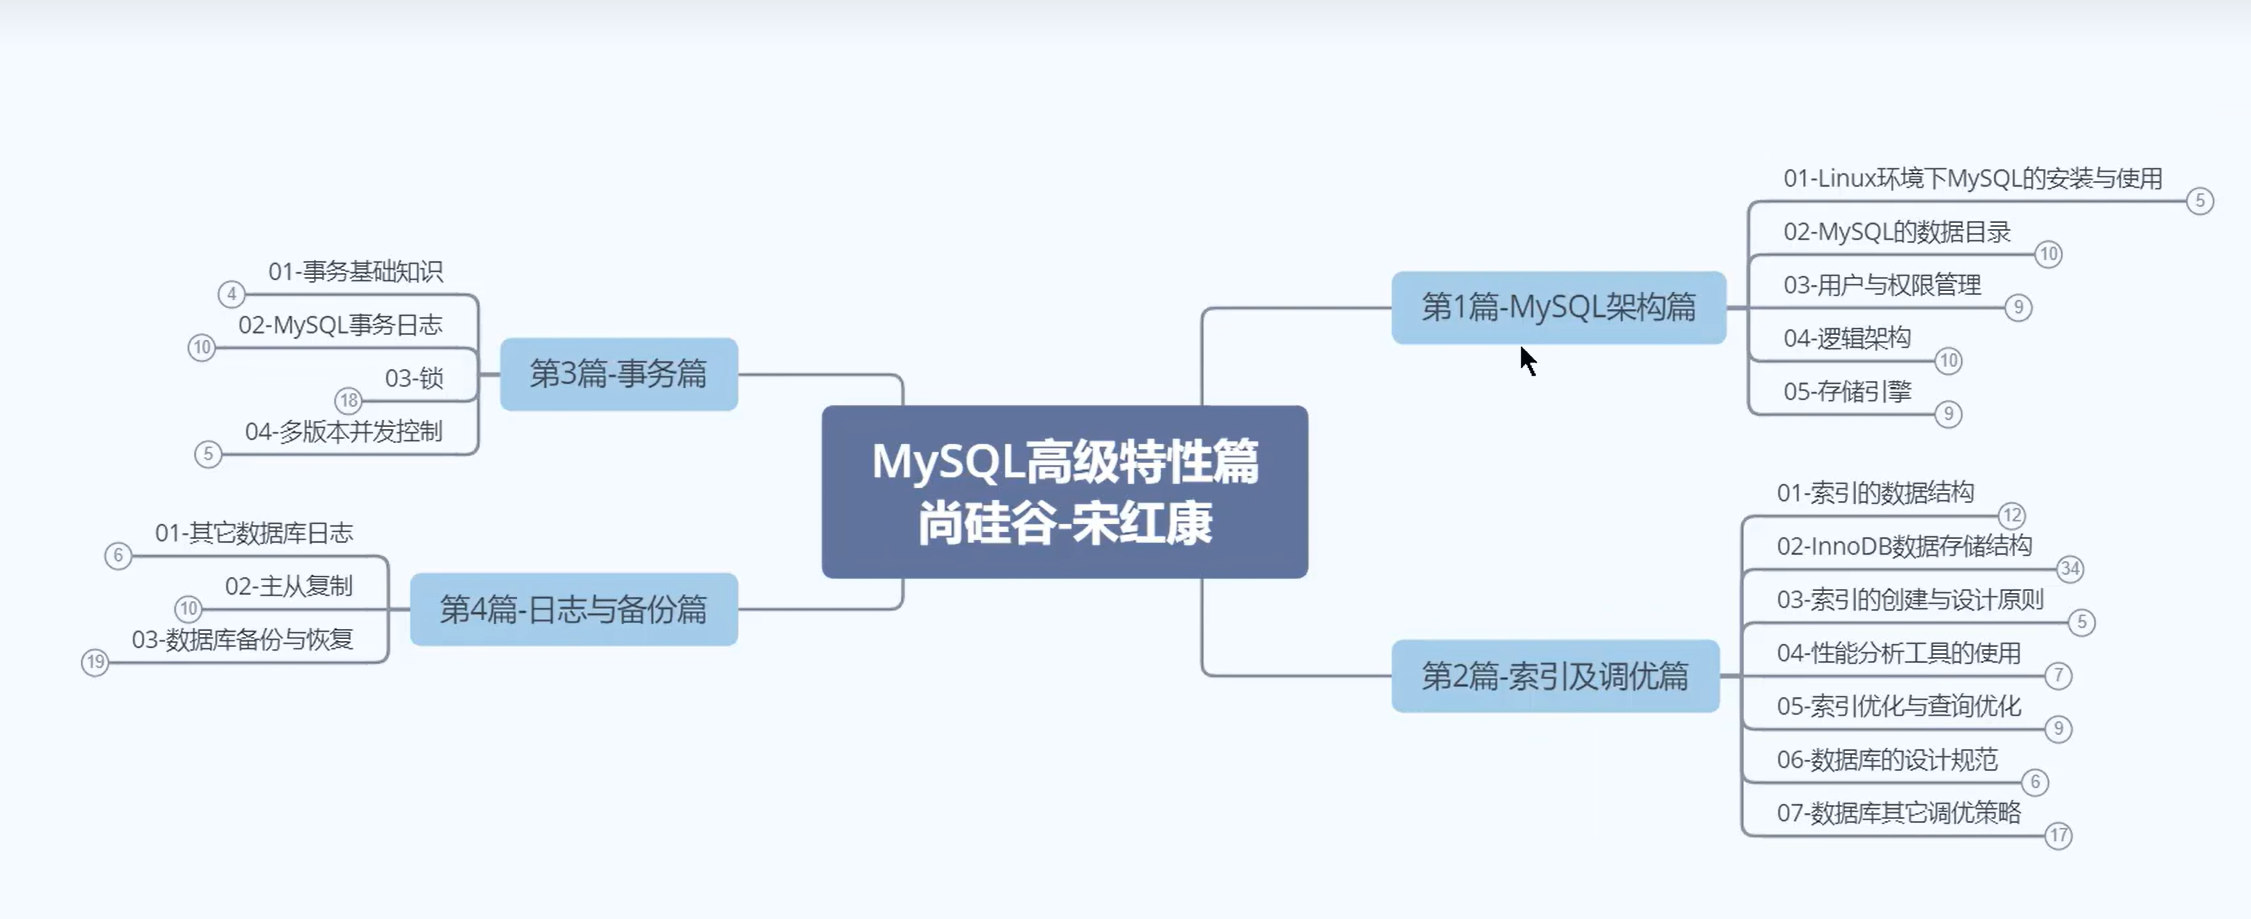 MySQL高级特性篇
尚硅谷-宋红康
第1篇-MySQL架构篇
01-Linux环境下MySQL的安装与使用
5
02-MySQL的数据目录
10
03-用户与权限管理
9
04-逻辑架构
10
05-存储引擎
9
第2篇-索引及调优篇
01-索引的数据结构
12
02-InnoDB数据存储结构
34
03-索引的创建与设计原则
5
04-性能分析工具的使用
7
05-索引优化与查询优化
9
06-数据库的设计规范
6
07-数据库其它调优策略
17
第3篇-事务篇
01-事务基础知识
4
02-MySQL事务日志
10
03-锁
18
04-多版本并发控制
5
第4篇-日志与备份篇
01-其它数据库日志
6
02-主从复制
10
03-数据库备份与恢复
19